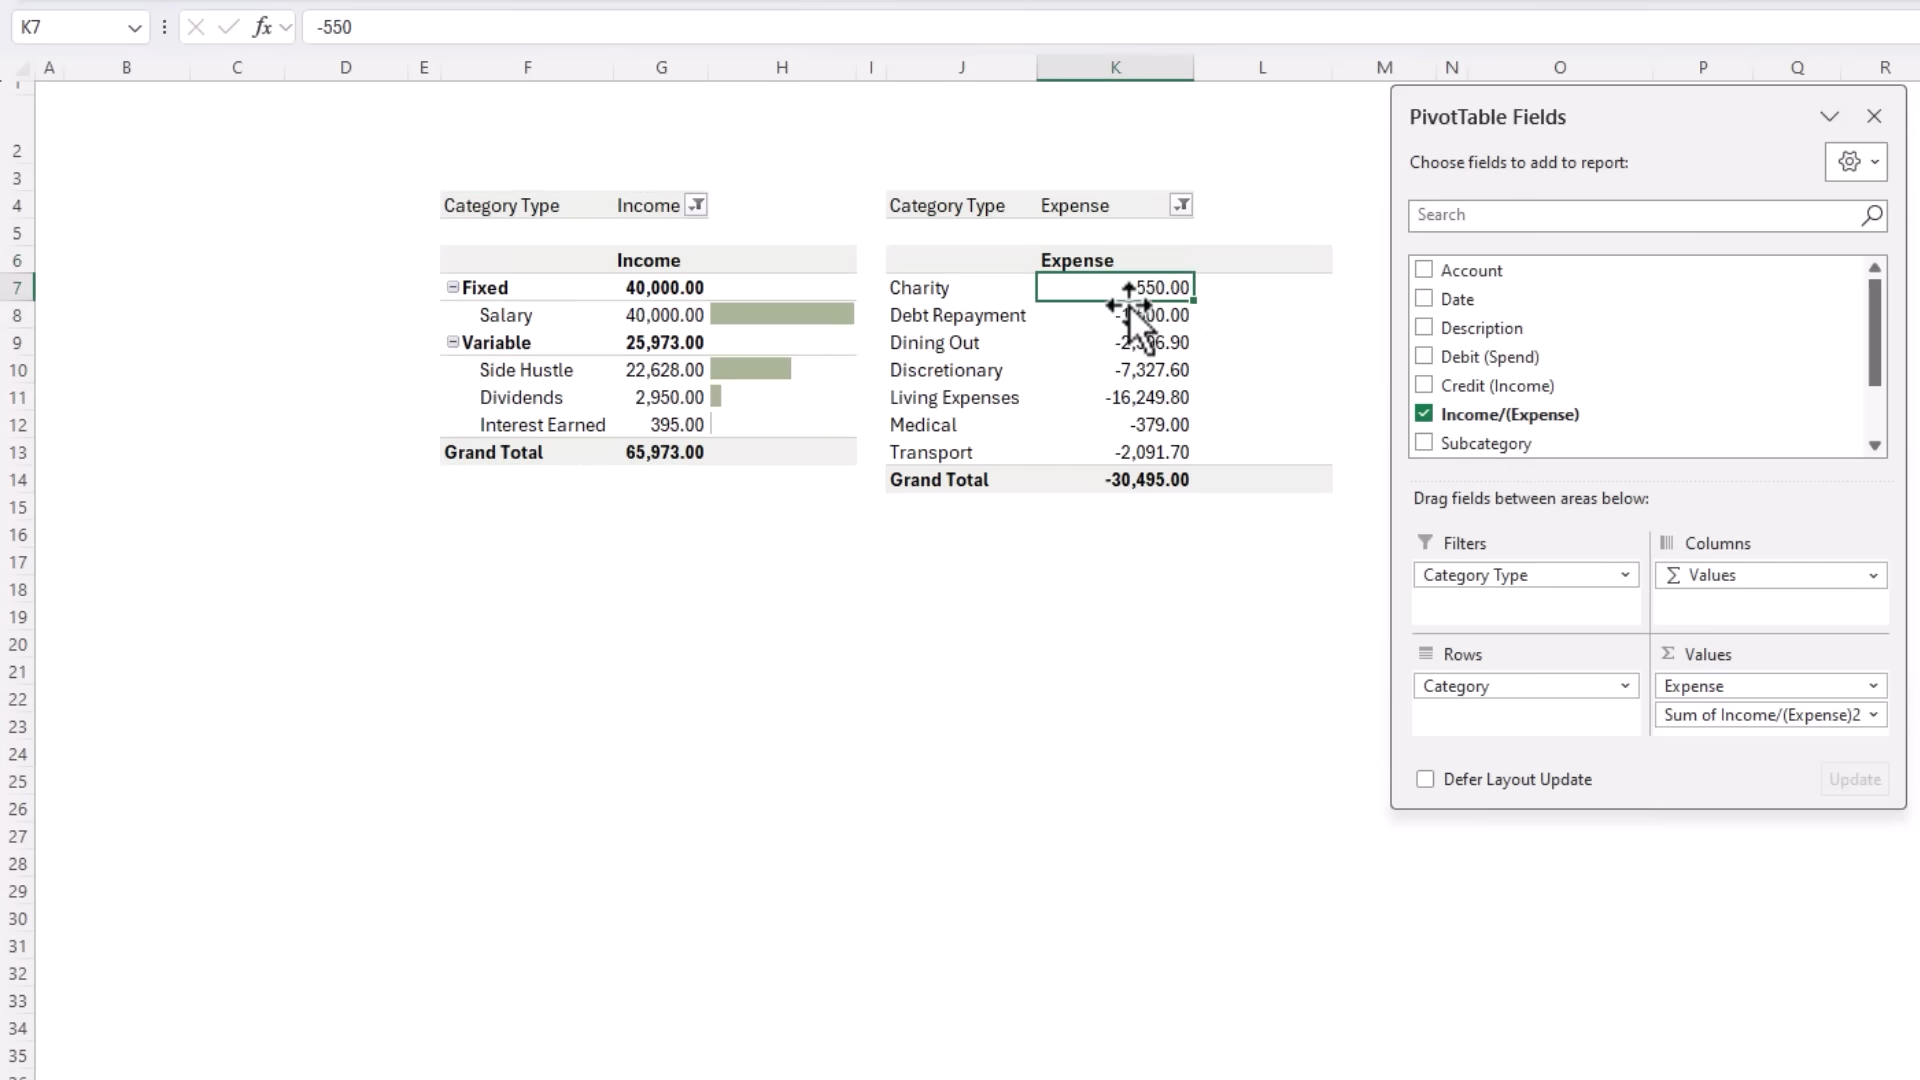 K7
fx
-550
A B C D E F G H I J K L M N O P Q R
PivotTable Fields
Choose fields to add to report:
Search
Account
Date
Description
Debit (Spend)
Credit (Income)
Income/(Expense)
Subcategory
Drag fields between areas below:
Filters
Category Type
Columns
Σ Values
Rows
Category
Σ Values
Expense
Sum of Income/(Expense)2
Defer Layout Update
Update
2
3
4 Category Type Income Category Type Expense
5
6 Income Expense
7 Fixed 40,000.00 Charity -550.00
8 Salary 40,000.00 Debt Repayment
9 Variable 25,973.00 Dining Out
10 Side Hustle 22,628.00 Discretionary -7,327.60
11 Dividends 2,950.00 Living Expenses -16,249.80
12 Interest Earned 395.00 Medical -379.00
13 Grand Total 65,973.00 Transport -2,091.70
14 Grand Total -30,495.00
15
16
17
18
19
20
21
22
23
24
25
26
27
28
29
30
31
32
33
34
35